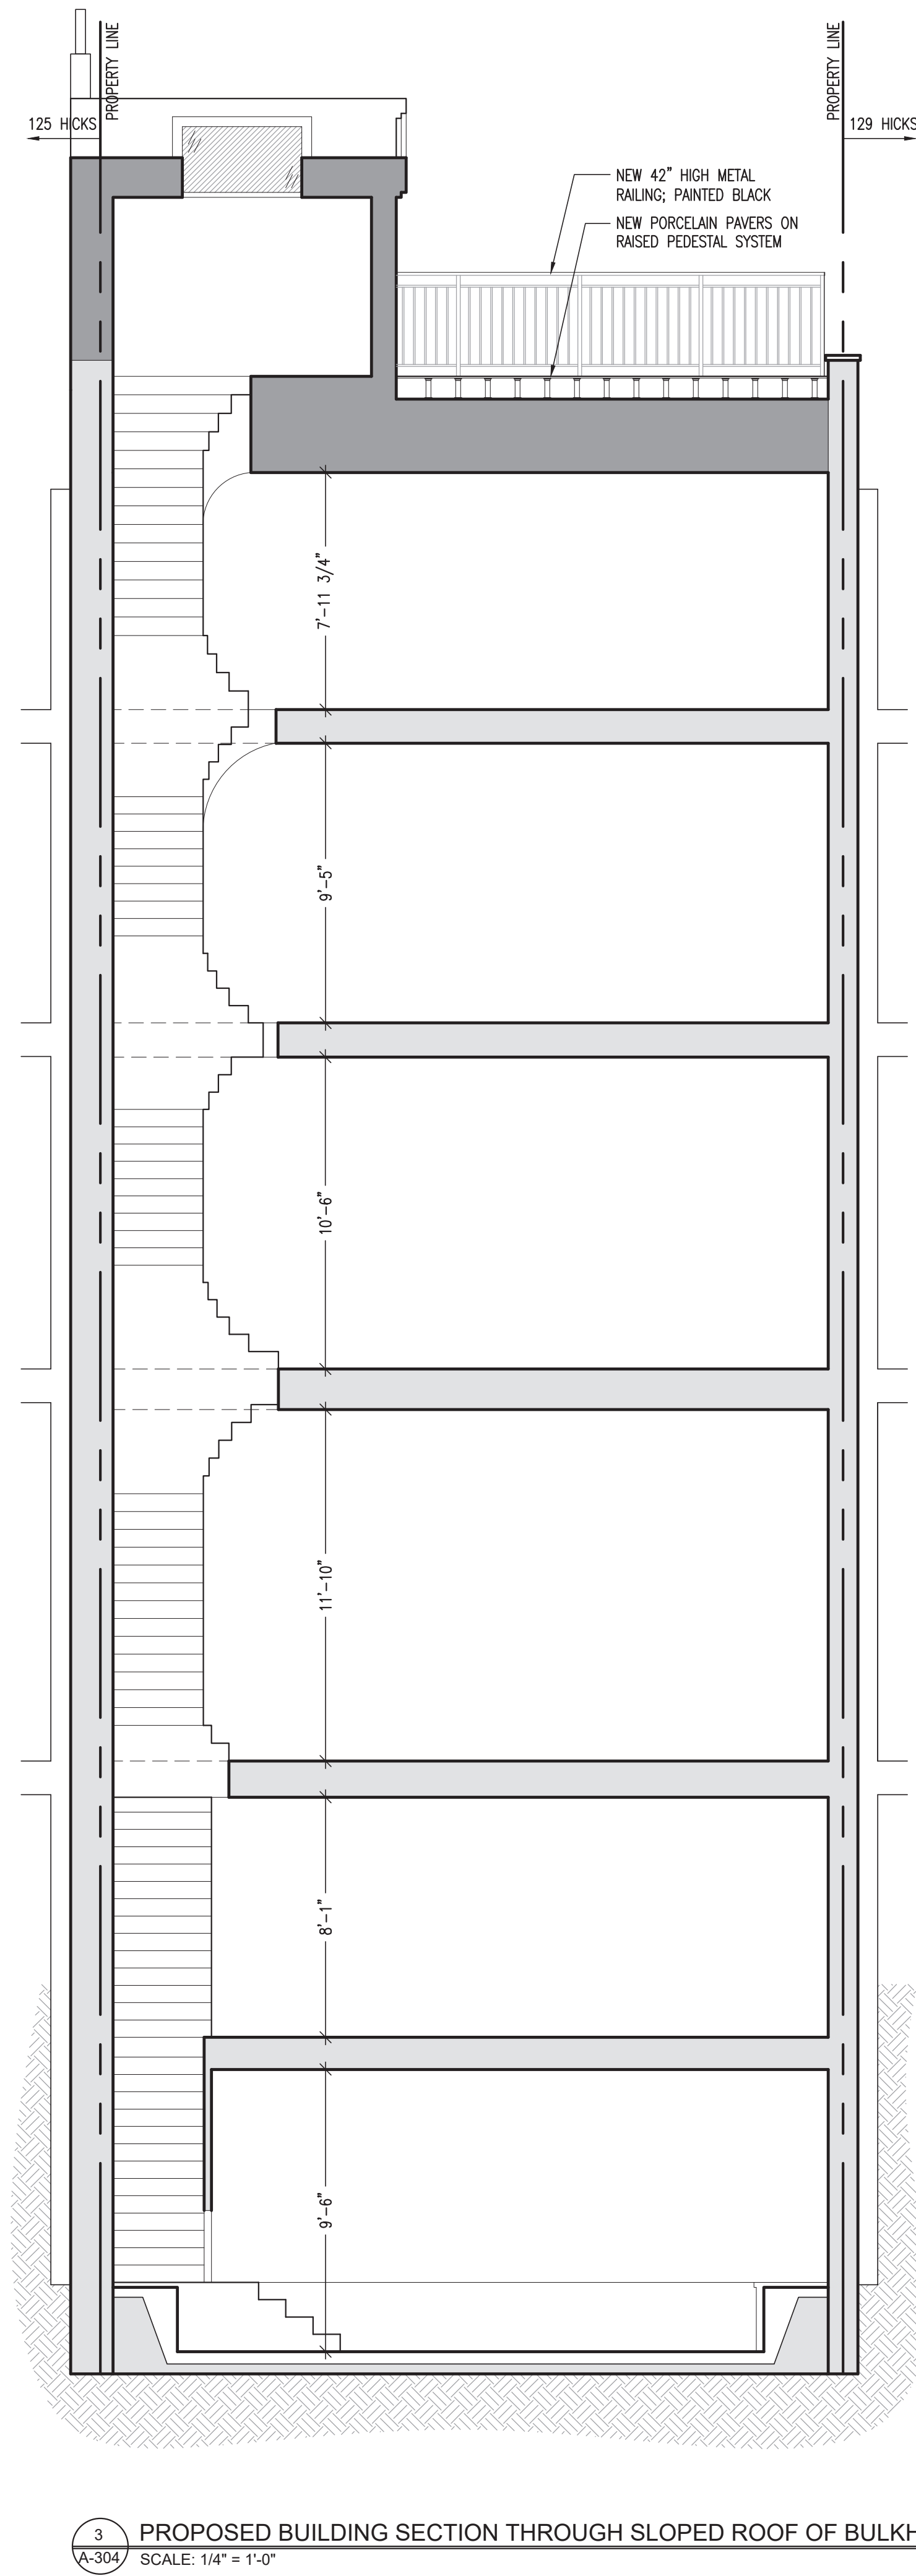 PROPERTY LINE
PROPERTY LINE
125 HICKS
129 HICKS
NEW 42" HIGH METAL
RAILING; PAINTED BLACK
NEW PORCELAIN PAVERS ON
RAISED PEDESTAL SYSTEM
7'-11 3/4"
9'-5"
10'-6"
11'-10"
8'-1"
9'-6"
3
A-304
PROPOSED BUILDING SECTION THROUGH SLOPED ROOF OF BULKH
SCALE: 1/4" = 1'-0"